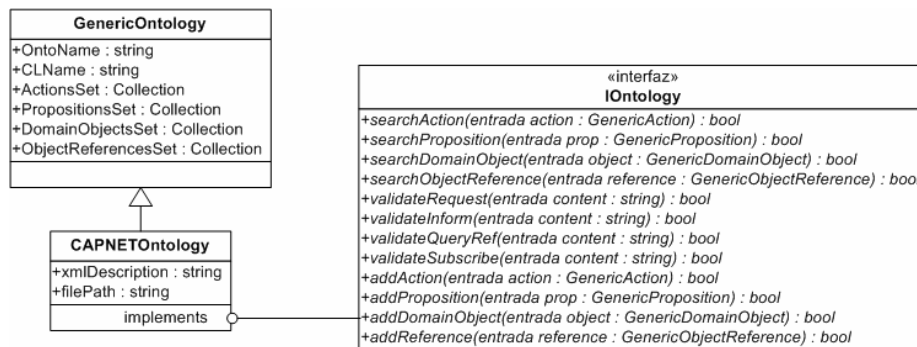 GenericOntology
+OntoName : string
+CLName : string
+ActionsSet : Collection
+PropositionsSet : Collection
+DomainObjectsSet : Collection
+ObjectReferencesSet : Collection
CAPNETOntology
+xmlDescription : string
+filePath : string
implements
«interfaz»
IOntology
+searchAction(entrada action : GenericAction) : bool
+searchProposition(entrada prop : GenericProposition) : bool
+searchDomainObject(entrada object : GenericDomainObject) : bool
+searchObjectReference(entrada reference : GenericObjectReference) : bool
+validateRequest(entrada content : string) : bool
+validateInform(entrada content : string) : bool
+validateQueryRef(entrada content : string) : bool
+validateSubscribe(entrada content : string) : bool
+addAction(entrada action : GenericAction) : bool
+addProposition(entrada prop : GenericProposition) : bool
+addDomainObject(entrada object : GenericDomainObject) : bool
+addReference(entrada reference : GenericObjectReference) : bool